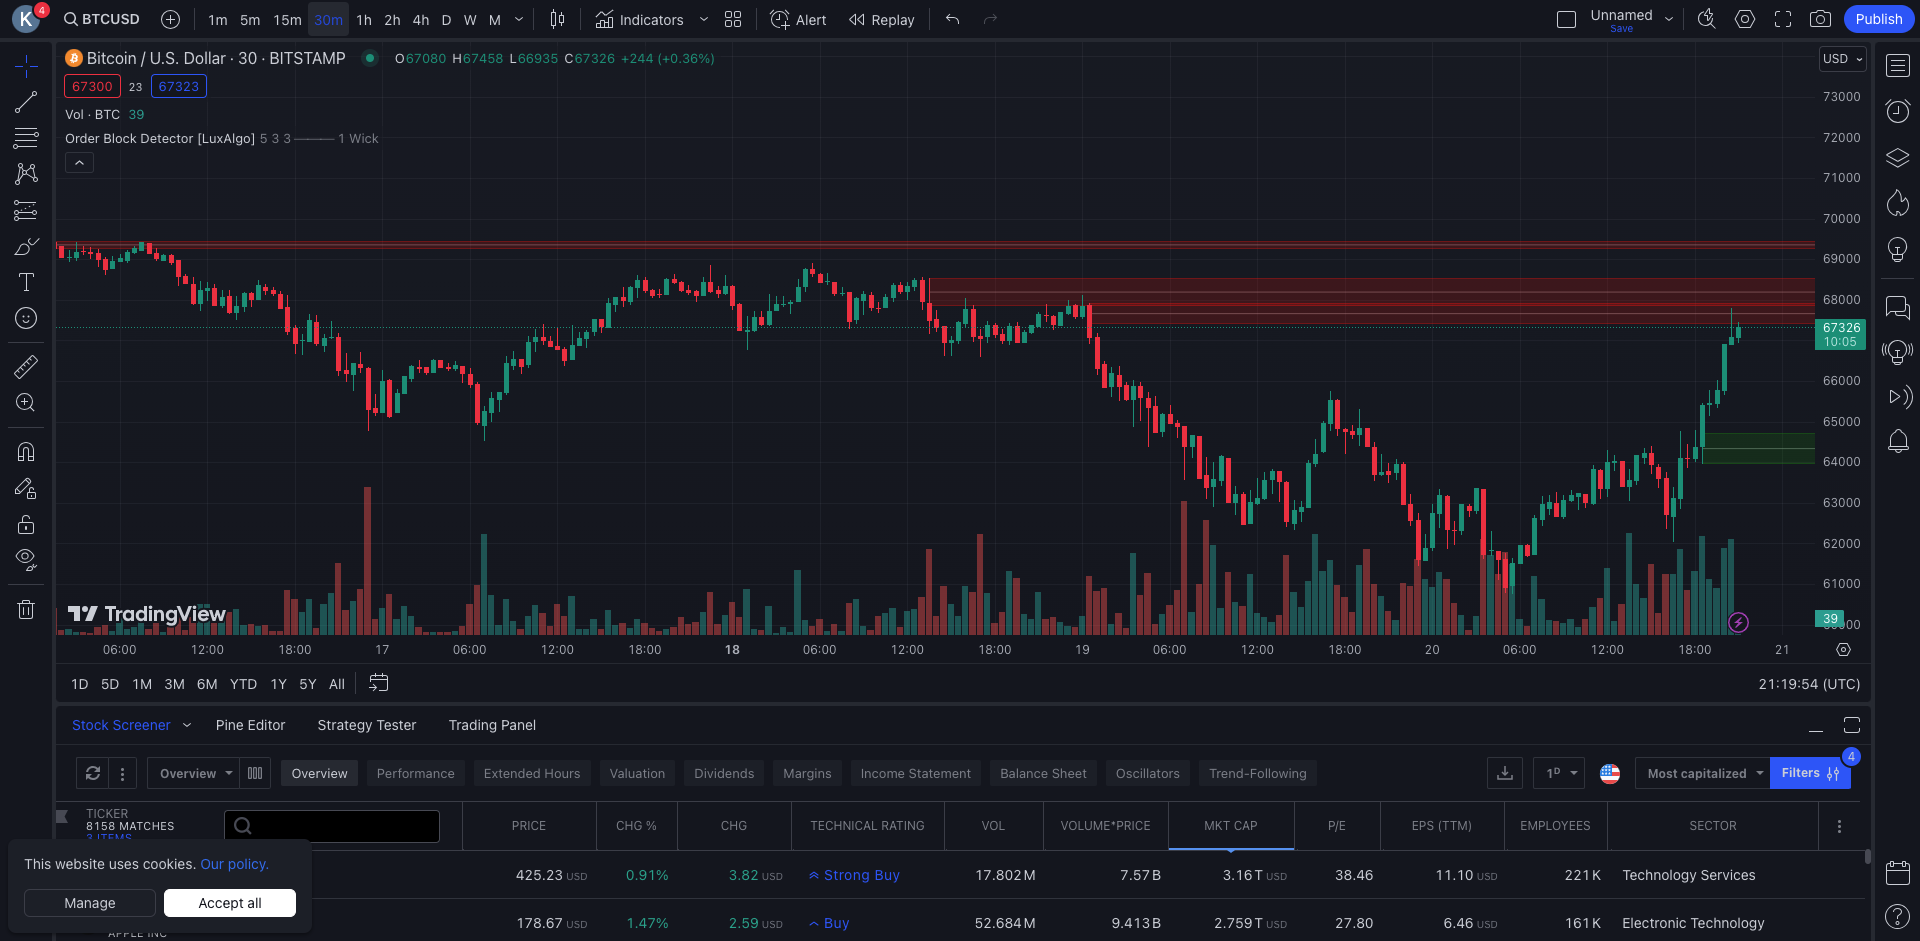 K 4 BTCUSD 1m 5m 15m 30m 1h 2h 4h D W M Indicators Alert Replay Unnamed Save Publish
Bitcoin / U.S. Dollar · 30 · BITSTAMP O67080 H67458 L66935 C67326 +244 (+0.36%) USD
67300 23 67323
Vol · BTC 39
Order Block Detector [LuxAlgo] 5 3 3 1 Wick
73000
72000
71000
70000
69000
68000
67326
10:05
66000
65000
64000
63000
62000
61000
39
TradingView
06:00 12:00 18:00 17 06:00 12:00 18:00 18 06:00 12:00 18:00 19 06:00 12:00 18:00 20 06:00 12:00 18:00 21
1D 5D 1M 3M 6M YTD 1Y 5Y All 21:19:54 (UTC)
Stock Screener Pine Editor Strategy Tester Trading Panel
Overview Overview Performance Extended Hours Valuation Dividends Margins Income Statement Balance Sheet Oscillators Trend-Following 1D Most capitalized Filters 4
TICKER PRICE CHG % CHG TECHNICAL RATING VOL VOLUME*PRICE MKT CAP P/E EPS (TTM) EMPLOYEES SECTOR
8158 MATCHES
3 ITEMS
425.23 USD 0.91% 3.82 USD Strong Buy 17.802M 7.57B 3.16T USD 38.46 11.10 USD 221K Technology Services
178.67 USD 1.47% 2.59 USD Buy 52.684M 9.413B 2.759T USD 27.80 6.46 USD 161K Electronic Technology
APPLE INC
This website uses cookies. Our policy.
Manage Accept all